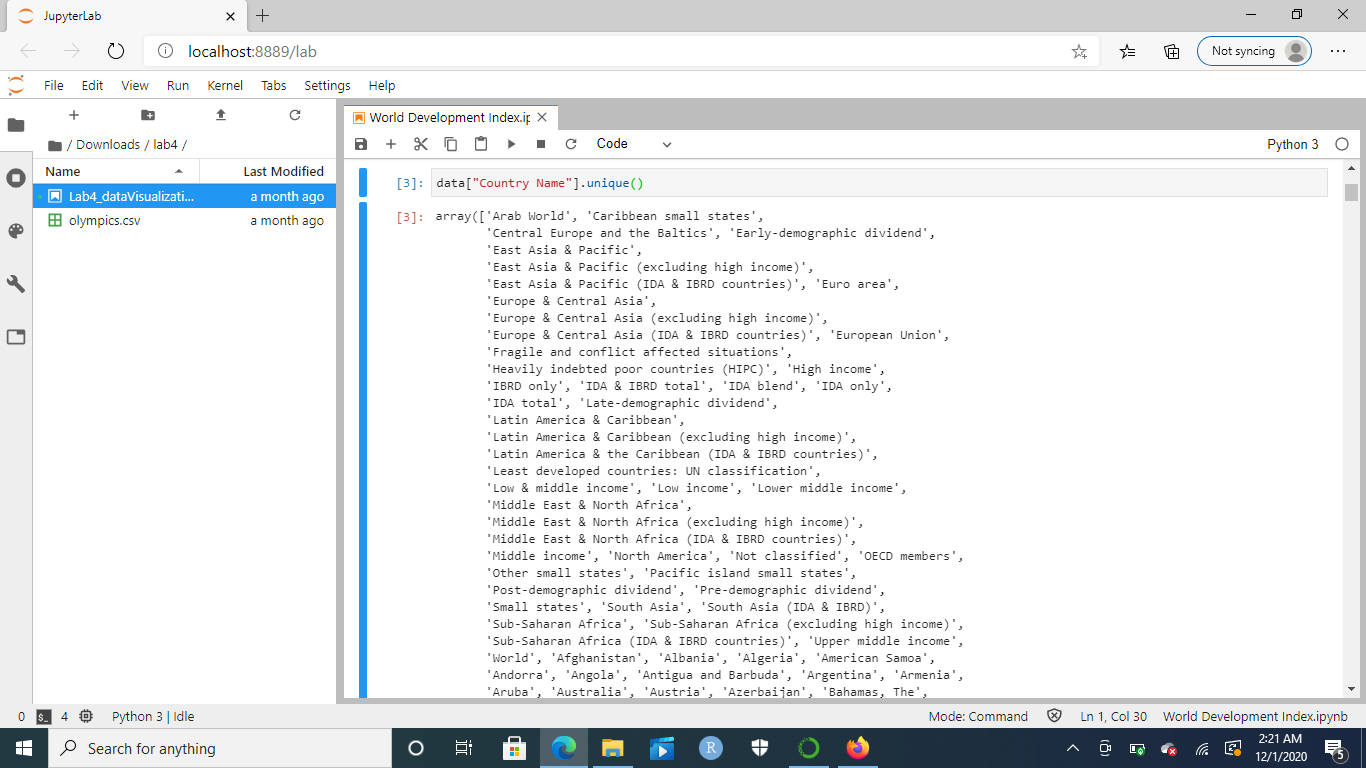 JupyterLab
localhost:8889/lab
Not syncing
File Edit View Run Kernel Tabs Settings Help
World Development Index.ip
/ Downloads / lab4 /
Code
Python 3
Name Last Modified
Lab4_dataVisualizati... a month ago
olympics.csv a month ago
[3]: data["Country Name"].unique()
[3]: array(['Arab World', 'Caribbean small states',
'Central Europe and the Baltics', 'Early-demographic dividend',
'East Asia & Pacific',
'East Asia & Pacific (excluding high income)',
'East Asia & Pacific (IDA & IBRD countries)', 'Euro area',
'Europe & Central Asia',
'Europe & Central Asia (excluding high income)',
'Europe & Central Asia (IDA & IBRD countries)', 'European Union',
'Fragile and conflict affected situations',
'Heavily indebted poor countries (HIPC)', 'High income',
'IBRD only', 'IDA & IBRD total', 'IDA blend', 'IDA only',
'IDA total', 'Late-demographic dividend',
'Latin America & Caribbean',
'Latin America & Caribbean (excluding high income)',
'Latin America & the Caribbean (IDA & IBRD countries)',
'Least developed countries: UN classification',
'Low & middle income', 'Low income', 'Lower middle income',
'Middle East & North Africa',
'Middle East & North Africa (excluding high income)',
'Middle East & North Africa (IDA & IBRD countries)',
'Middle income', 'North America', 'Not classified', 'OECD members',
'Other small states', 'Pacific island small states',
'Post-demographic dividend', 'Pre-demographic dividend',
'Small states', 'South Asia', 'South Asia (IDA & IBRD)',
'Sub-Saharan Africa', 'Sub-Saharan Africa (excluding high income)',
'Sub-Saharan Africa (IDA & IBRD countries)', 'Upper middle income',
'World', 'Afghanistan', 'Albania', 'Algeria', 'American Samoa',
'Andorra', 'Angola', 'Antigua and Barbuda', 'Argentina', 'Armenia',
'Aruba', 'Australia', 'Austria', 'Azerbaijan', 'Bahamas, The',
0 $_ 4 Python 3 | Idle
Mode: Command Ln 1, Col 30 World Development Index.ipynb
Search for anything
R
2:21 AM
12/1/2020
5